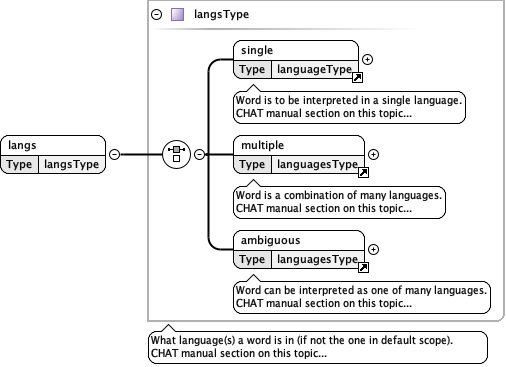 langsType
single
Type languageType
Word is to be interpreted in a single language.
CHAT manual section on this topic...
langs
Type langsType
multiple
Type languagesType
Word is a combination of many languages.
CHAT manual section on this topic...
ambiguous
Type languagesType
Word can be interpreted as one of many languages.
CHAT manual section on this topic...
What language(s) a word is in (if not the one in default scope).
CHAT manual section on this topic...